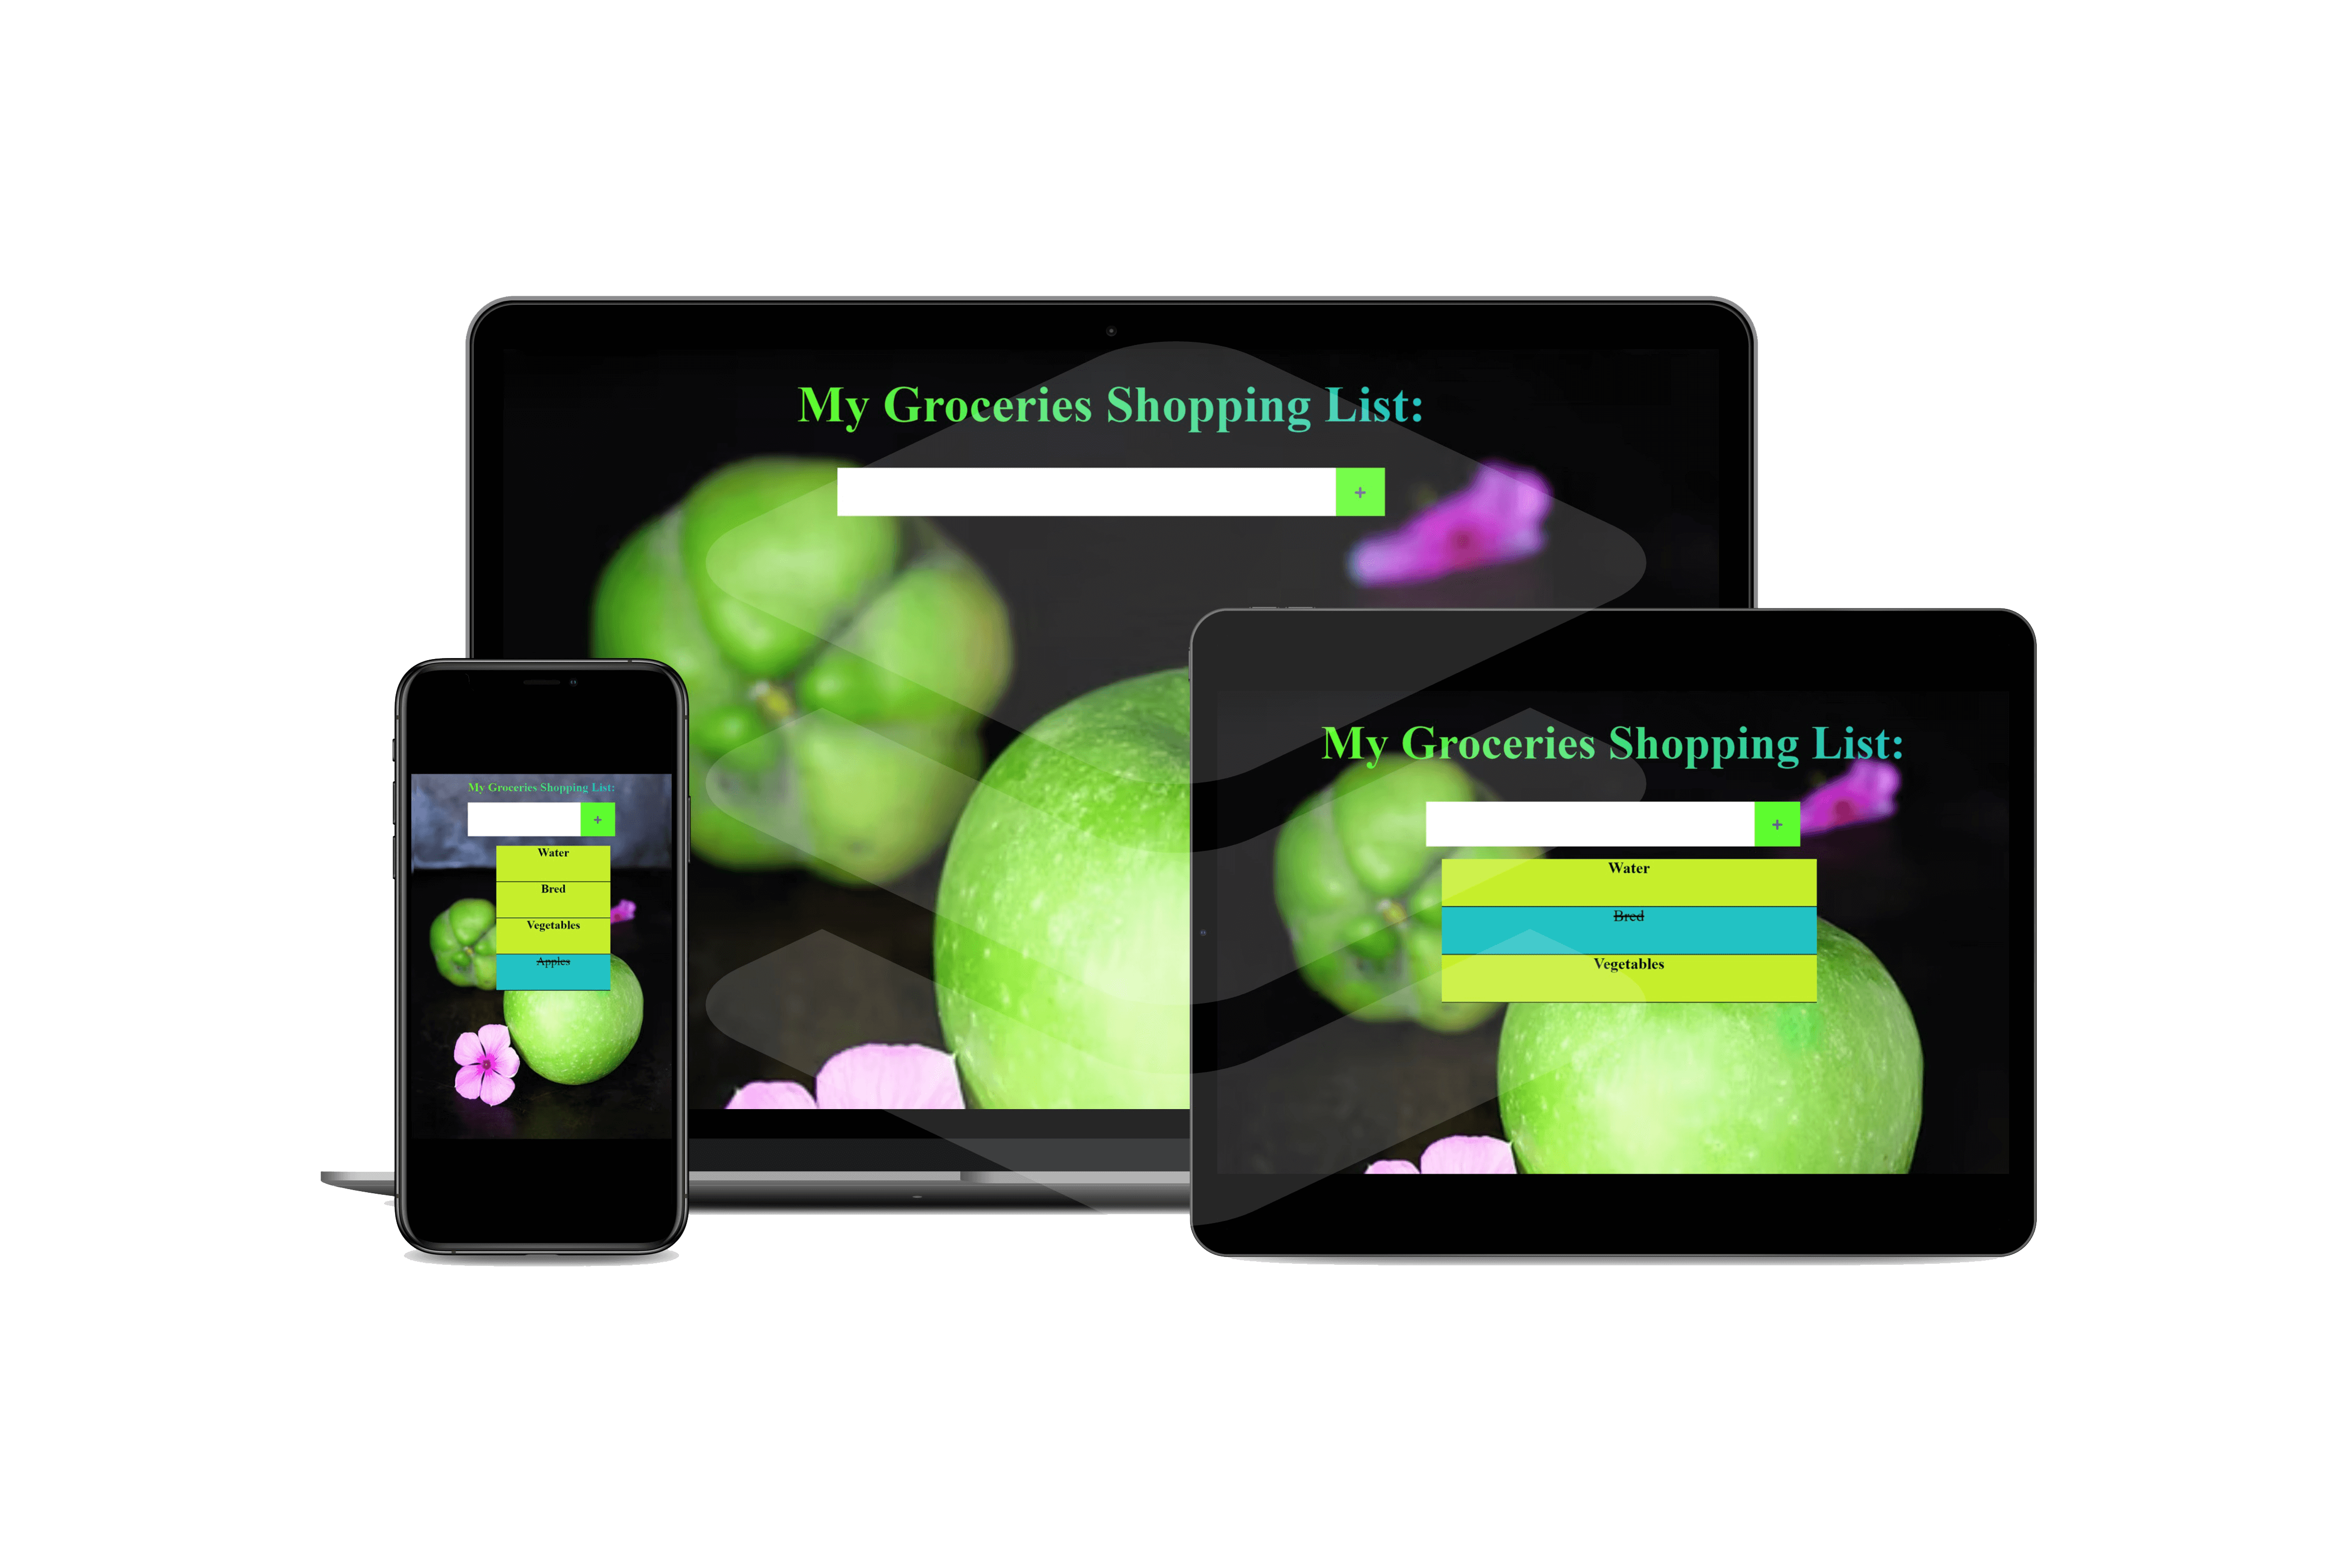 My Groceries Shopping List:
+
My Groceries Shopping List:
+
Water
Bred
Vegetables
Apples
My Groceries Shopping List:
+
Water
Bred
Vegetables